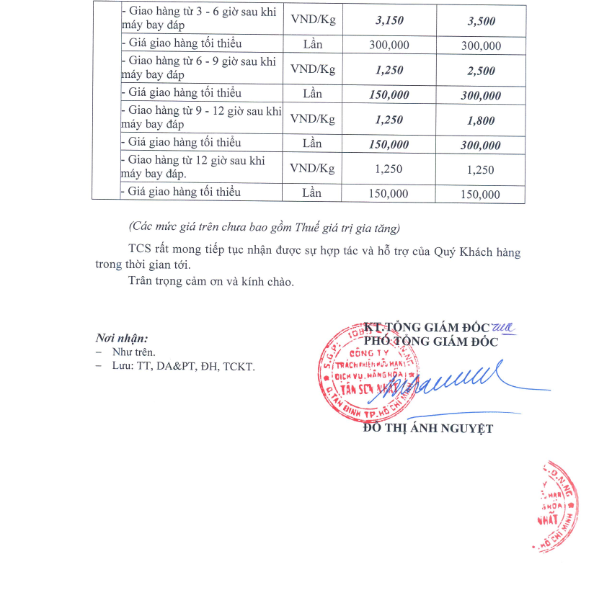 - Giao hàng từ 3 - 6 giờ sau khi
máy bay đáp
VND/Kg
3,150
3,500
- Giá giao hàng tối thiểu
Lần
300,000
300,000
- Giao hàng từ 6 - 9 giờ sau khi
máy bay đáp
VND/Kg
1,250
2,500
- Giá giao hàng tối thiểu
Lần
150,000
300,000
- Giao hàng từ 9 - 12 giờ sau khi
máy bay đáp
VND/Kg
1,250
1,800
- Giá giao hàng tối thiểu
Lần
150,000
300,000
- Giao hàng từ 12 giờ sau khi
máy bay đáp.
VND/Kg
1,250
1,250
- Giá giao hàng tối thiểu
Lần
150,000
150,000
(Các mức giá trên chưa bao gồm Thuế giá trị gia tăng)
TCS rất mong tiếp tục nhận được sự hợp tác và hỗ trợ của Quý Khách hàng
trong thời gian tới.
Trân trọng cảm ơn và kính chào.
Nơi nhận:
– Như trên.
– Lưu: TT, DA&PT, ĐH, TCKT.
KT.TỔNG GIÁM ĐỐC
PHÓ TỔNG GIÁM ĐỐC
CÔNG TY
TRÁCH NHIỆM HỮU HẠN
DỊCH VỤ HÀNG HÓA
TÂN SƠN NHẤT
Q.TÂN BÌNH T.P.HỒ CHÍ
ĐỖ THỊ ÁNH NGUYỆT
NHẤT
HỒ CHÍ MINH